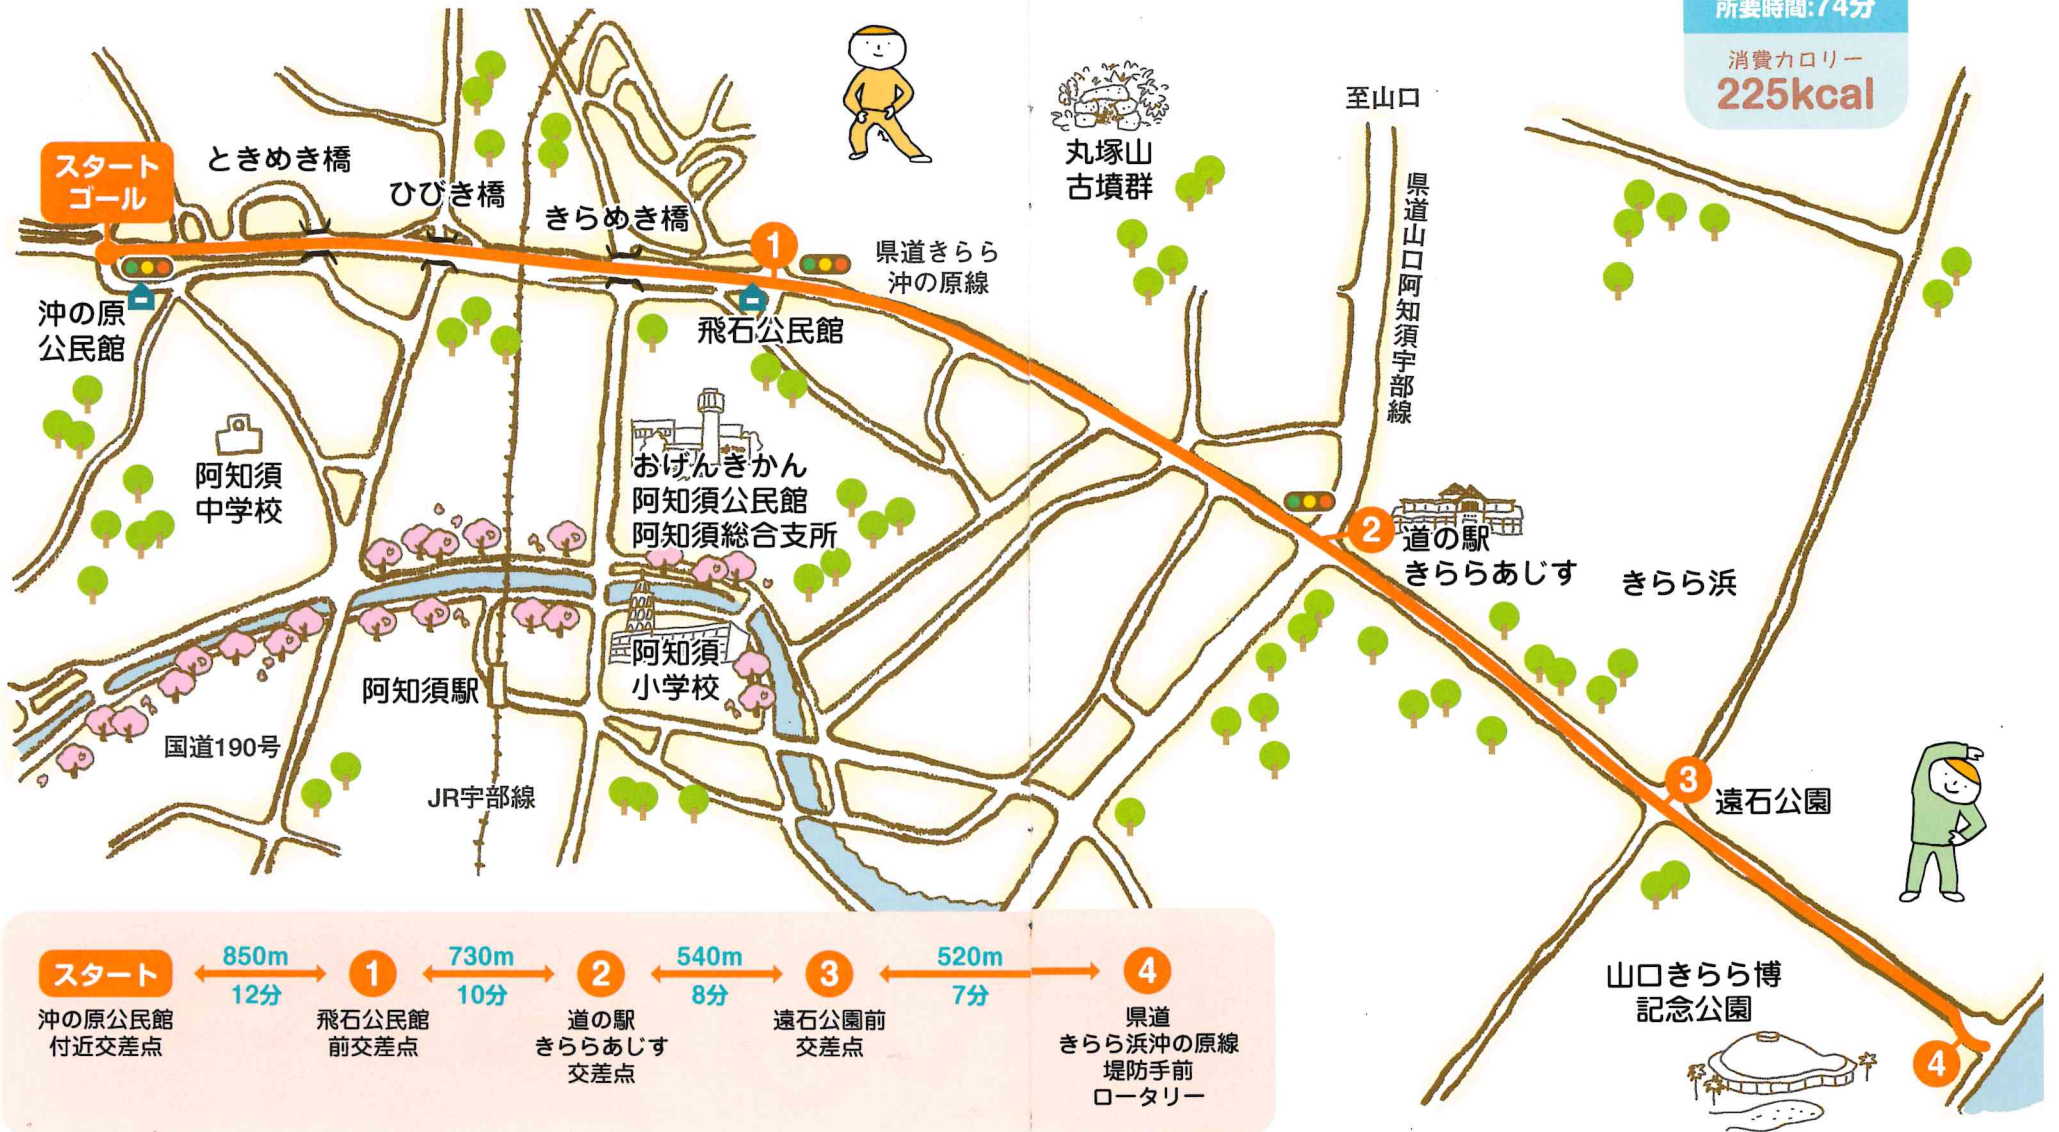 所要時間:74分
消費カロリー
225kcal
至山口
丸塚山
古墳群
県道山口阿知須宇部線
スタート
ゴール
ときめき橋
ひびき橋
きらめき橋
1
県道きらら
沖の原線
沖の原
公民館
飛石公民館
阿知須
中学校
おげんきかん
阿知須公民館
阿知須総合支所
2
道の駅
きららあじす
きらら浜
阿知須
小学校
阿知須駅
国道190号
JR宇部線
3
遠石公園
山口きらら博
記念公園
4
スタート
850m
12分
1
730m
10分
2
540m
8分
3
520m
7分
4
沖の原公民館
付近交差点
飛石公民館
前交差点
道の駅
きららあじす
交差点
遠石公園前
交差点
県道
きらら浜沖の原線
堤防手前
ロータリー